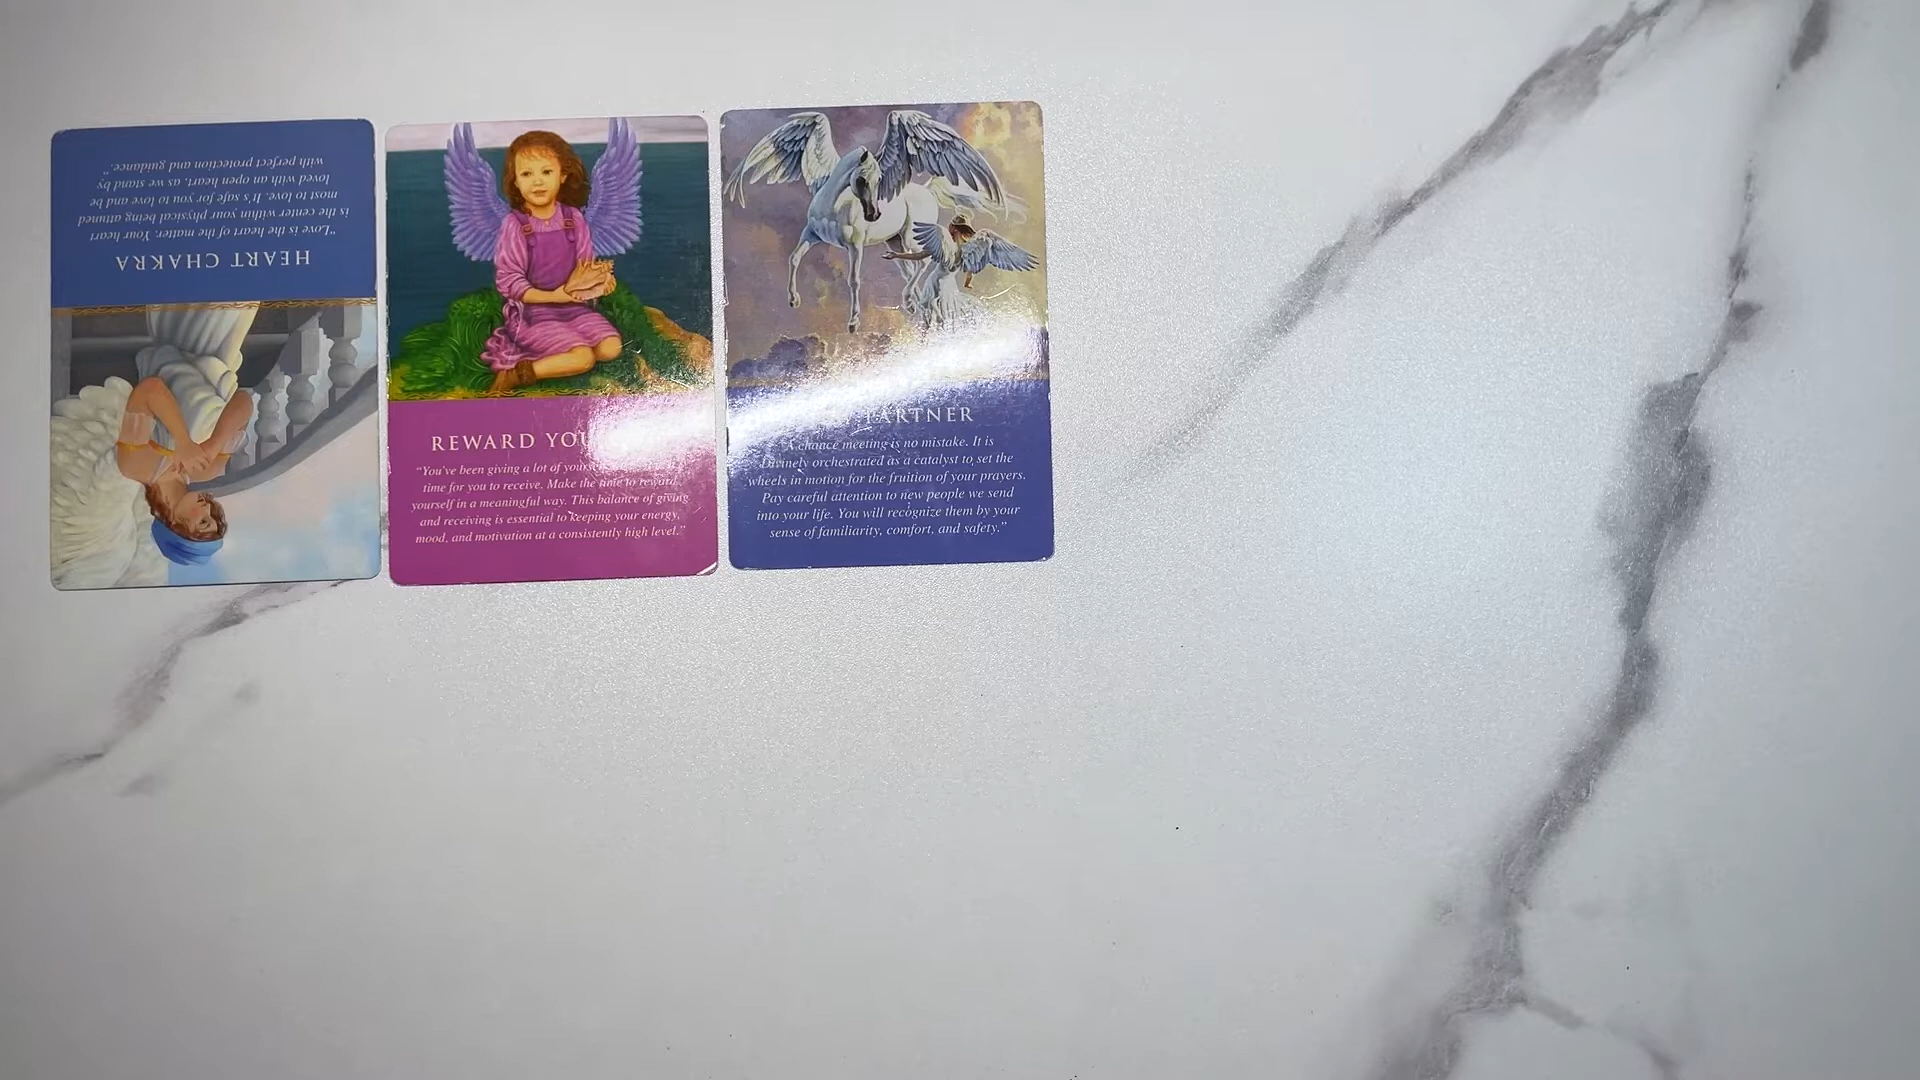 HEART CHAKRA
“Love is the heart of the matter. Your heart
is the center within your physical being attuned
most to love. It's safe for you to love and be
loved with an open heart, as we stand by
with perfect protection and guidance.”
REWARD
“You've been giving a lot of
time for you to receive. Make the time to reward
yourself in a meaningful way. This balance of giving
and receiving is essential to keeping your energy,
mood, and motivation at a consistently high level.”
PARTNER
“A chance meeting is no mistake. It is
Divinely orchestrated as a catalyst to set the
wheels in motion for the fruition of your prayers.
Pay careful attention to new people we send
into your life. You will recognize them by your
sense of familiarity, comfort, and safety.”